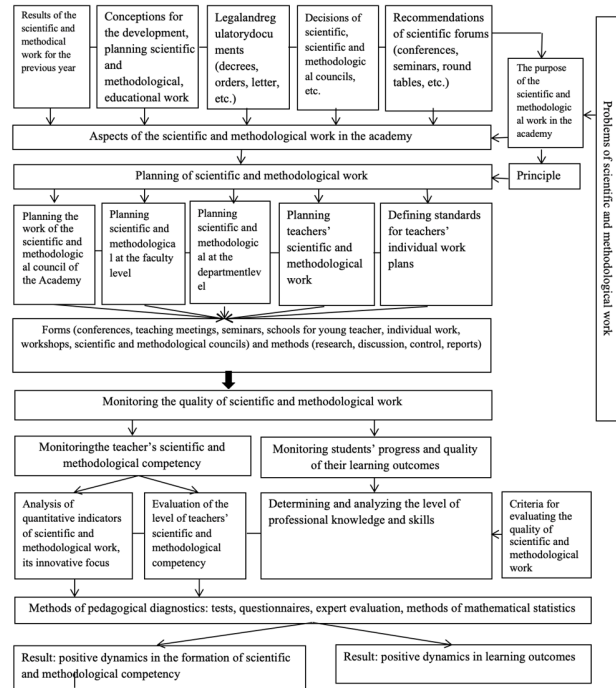 Results of the
scientific and
methodical
work for the
previous year
Conceptions for
the development,
planning scientific
and
methodological,
educational work
Legalandreg
ulatorydocu
ments
(decrees,
orders, letter,
etc.)
Decisions of
scientific,
scientific and
methodologic
al councils,
etc.
Recommendations
of scientific forums
(conferences,
seminars, round
tables, etc.)
The purpose
of the
scientific and
methodologic
al work in the
academy
Problems of scientific and methodological work
Aspects of the scientific and methodological work in the academy
Planning of scientific and methodological work
Principle
Planning the
work of the
scientific and
methodologic
al council of
the Academy
Planning
scientific and
methodologica
l at the faculty
level
Planning
scientific and
methodologic
al at the
departmentlev
el
Planning
teachers’
scientific and
methodological
work
Defining standards
for teachers’
individual work
plans
Forms (conferences, teaching meetings, seminars, schools for young teacher, individual work,
workshops, scientific and methodological councils) and methods (research, discussion, control, reports)
Monitoring the quality of scientific and methodological work
Monitoringthe teacher’s scientific and
methodological competency
Monitoring students’ progress and quality
of their learning outcomes
Analysis of
quantitative indicators
of scientific and
methodological work,
its innovative focus
Evaluation of the
level of teachers’
scientific and
methodological
competency
Determining and analyzing the level of
professional knowledge and skills
Criteria for
evaluating the
quality of
scientific and
methodological
work
Methods of pedagogical diagnostics: tests, questionnaires, expert evaluation, methods of mathematical statistics
Result: positive dynamics in the formation of scientific
and methodological competency
Result: positive dynamics in learning outcomes